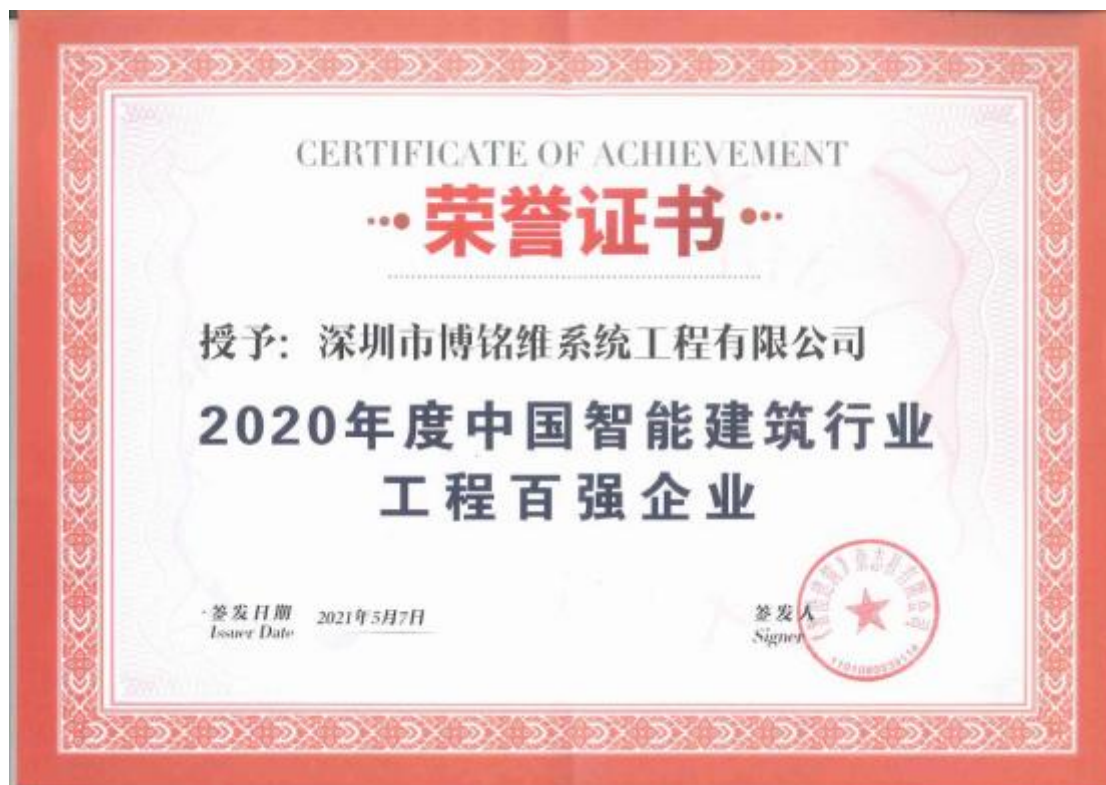 CERTIFICATE OF ACHIEVEMENT
荣誉证书
授予: 深圳市博铭维系统工程有限公司
2020年度中国智能建筑行业
工程百强企业
签发日期 2021年5月7日
Issuer Date
签发人
Signer